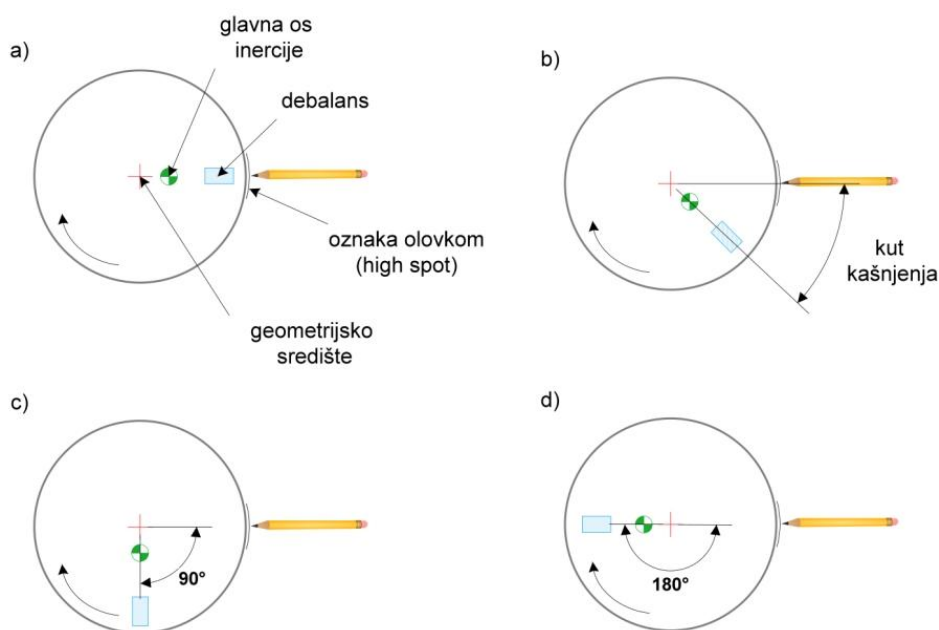 a)
glavna os
inercije
debalans
oznaka olovkom
(high spot)
geometrijsko
središte
b)
kut
kašnjenja
c)
90°
d)
180°